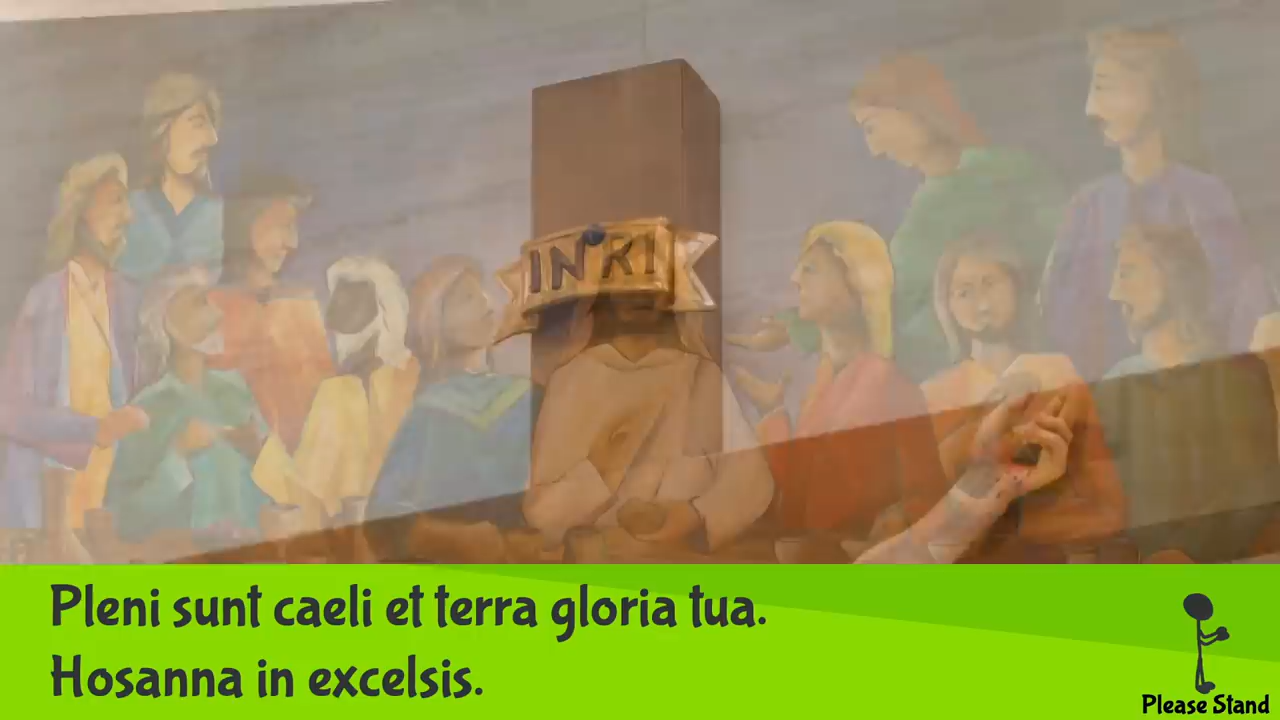 INRI
Pleni sunt caeli et terra gloria tua.
Hosanna in excelsis.
Please Stand